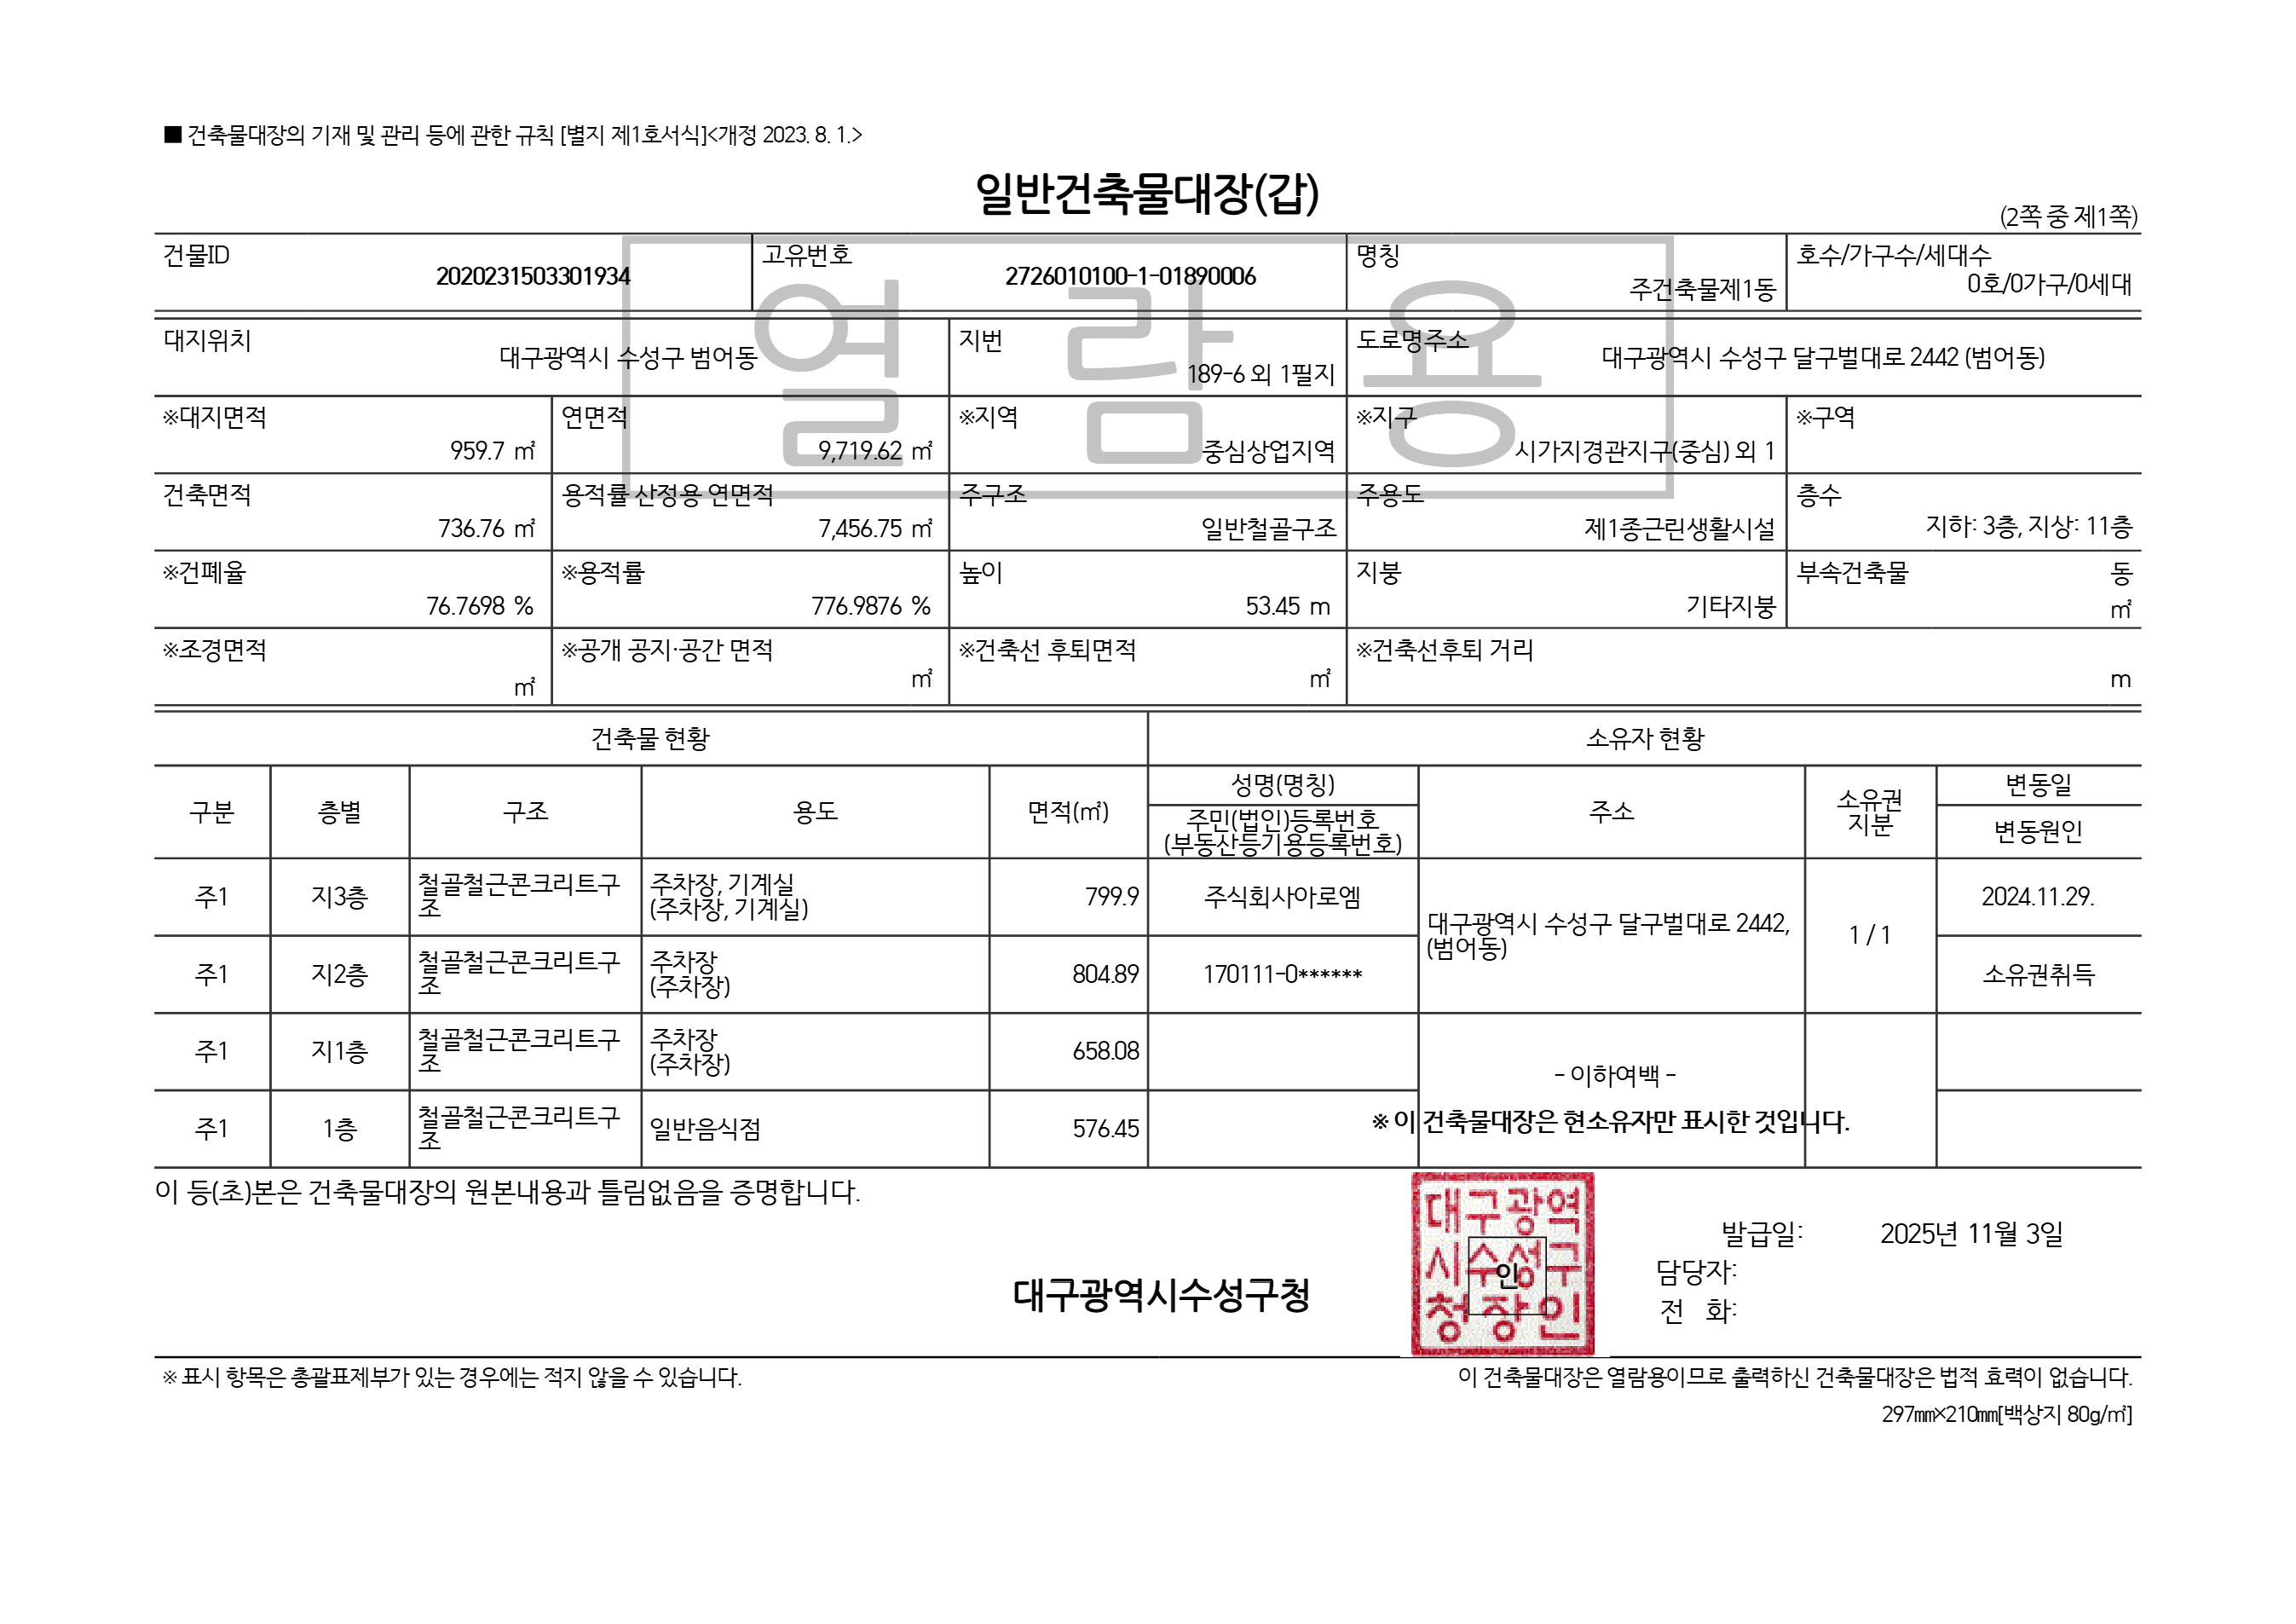 ■ 건축물대장의 기재 및 관리 등에 관한 규칙 [별지 제1호서식]<개정 2023. 8. 1.>
일반건축물대장(갑)
(2쪽 중 제1쪽)
건물ID 2020231503301934 고유번호 2726010100-1-01890006 명칭 주건축물제1동 호수/가구수/세대수 0호/0가구/0세대
열람용
대지위치 대구광역시 수성구 범어동 지번 189-6 외 1필지 도로명주소 대구광역시 수성구 달구벌대로 2442 (범어동)
※대지면적 959.7 ㎡ 연면적 9,719.62 ㎡ ※지역 중심상업지역 ※지구 시가지경관지구(중심) 외 1 ※구역
건축면적 736.76 ㎡ 용적률 산정용 연면적 7,456.75 ㎡ 주구조 일반철골구조 주용도 제1종근린생활시설 층수 지하: 3층, 지상: 11층
※건폐율 76.7698 % ※용적률 776.9876 % 높이 53.45 m 지붕 기타지붕 부속건축물 동 ㎡
※조경면적 ㎡ ※공개 공지·공간 면적 ㎡ ※건축선 후퇴면적 ㎡ ※건축선후퇴 거리 m
건축물 현황 소유자 현황
구분 층별 구조 용도 면적(㎡) 성명(명칭) 주민(법인)등록번호 (부동산등기용등록번호) 주소 소유권 지분 변동일 변동원인
주1 지3층 철골철근콘크리트구조 주차장, 기계실 (주차장, 기계실) 799.9 주식회사아로엠 대구광역시 수성구 달구벌대로 2442, (범어동) 1 / 1 2024.11.29.
주1 지2층 철골철근콘크리트구조 주차장 (주차장) 804.89 170111-0****** 소유권취득
주1 지1층 철골철근콘크리트구조 주차장 (주차장) 658.08
- 이하여백 -
주1 1층 철골철근콘크리트구조 일반음식점 576.45
※ 이 건축물대장은 현소유자만 표시한 것입니다.
이 등(초)본은 건축물대장의 원본내용과 틀림없음을 증명합니다.
발급일: 2025년 11월 3일
담당자:
전 화:
대구광역시수성구청
대구광역
시수성구
청장인
인
※ 표시 항목은 총괄표제부가 있는 경우에는 적지 않을 수 있습니다.
이 건축물대장은 열람용이므로 출력하신 건축물대장은 법적 효력이 없습니다.
297㎜×210㎜[백상지 80g/㎡]